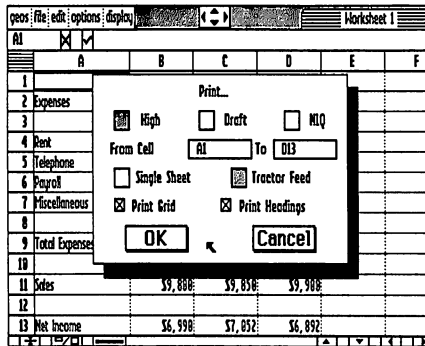 geos file edit options display Worksheet 1
A1
A B C D E F
1
2 Expenses
3
4 Rent
5 Telephone
6 Payroll
7 Miscellaneous
8
9 Total Expenses
10
11 Sales $9,800 $9,850 $9,900
12
13 Net Income $6,990 $7,052 $6,892
Print...
High Draft NLQ
From Cell A1 To D13
Single Sheet Tractor Feed
Print Grid Print Headings
OK Cancel